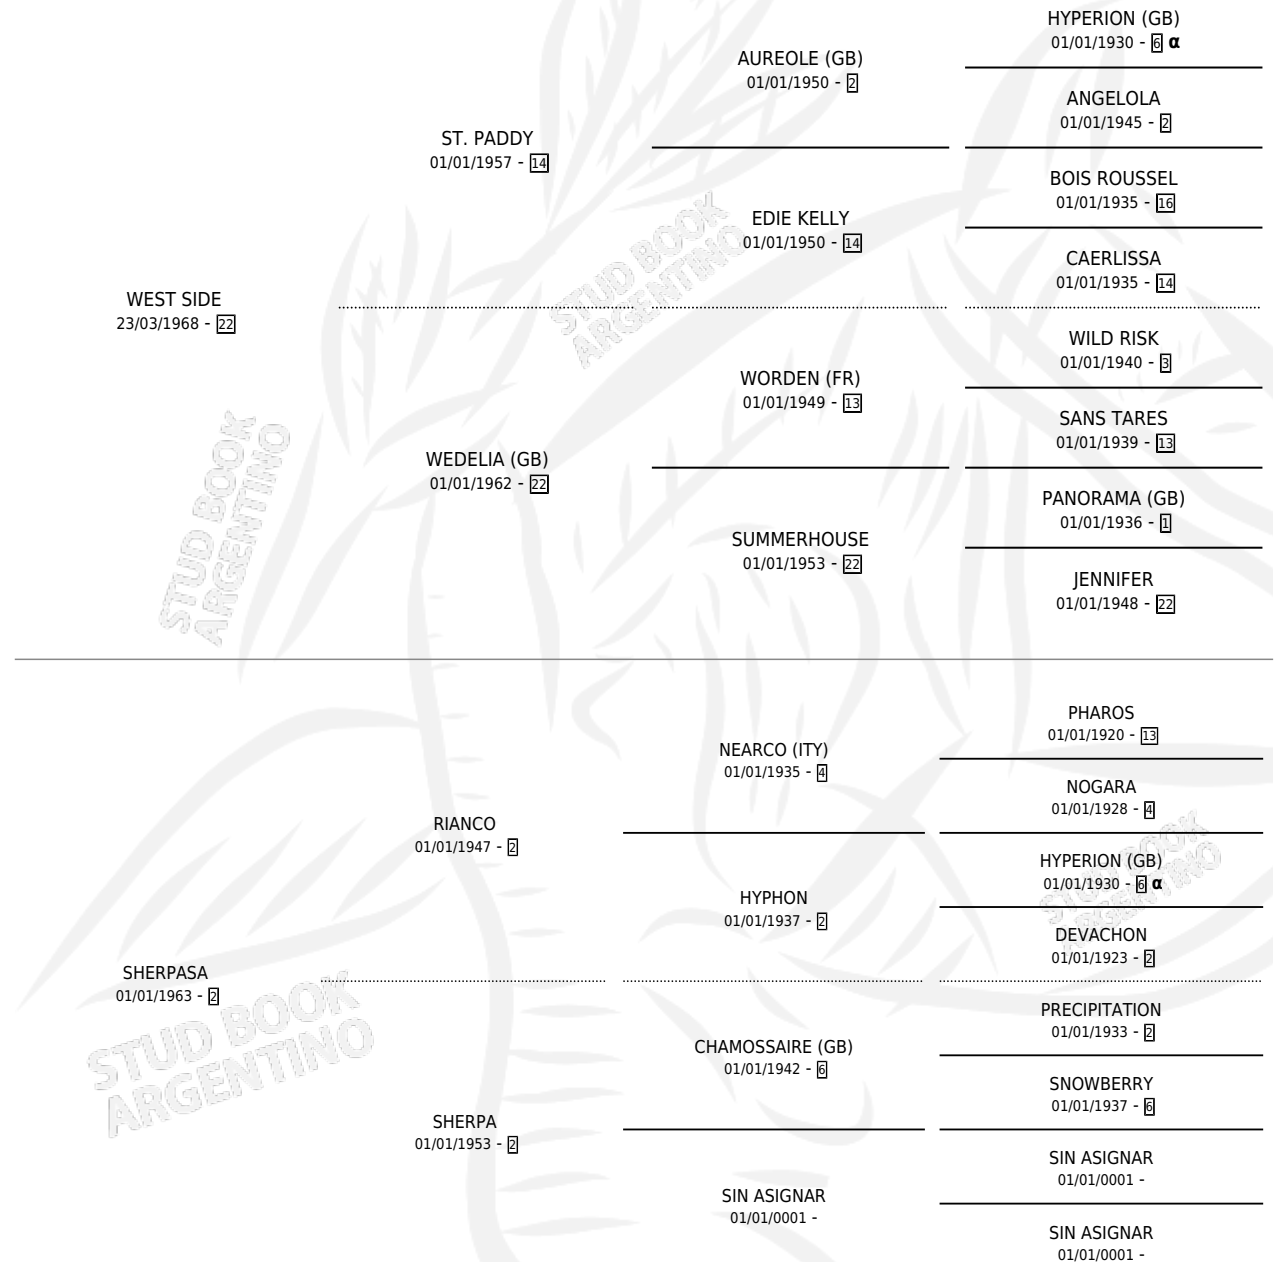 HYPERION (GB)
01/01/1930 - 6 α
AUREOLE (GB)
01/01/1950 - 2
ANGELOLA
01/01/1945 - 2
ST. PADDY
01/01/1957 - 14
BOIS ROUSSEL
01/01/1935 - 16
EDIE KELLY
01/01/1950 - 14
CAERLISSA
01/01/1935 - 14
WEST SIDE
23/03/1968 - 22
WILD RISK
01/01/1940 - 3
WORDEN (FR)
01/01/1949 - 13
SANS TARES
01/01/1939 - 13
WEDELIA (GB)
01/01/1962 - 22
PANORAMA (GB)
01/01/1936 - 1
SUMMERHOUSE
01/01/1953 - 22
JENNIFER
01/01/1948 - 22
PHAROS
01/01/1920 - 13
NEARCO (ITY)
01/01/1935 - 4
NOGARA
01/01/1928 - 4
RIANCO
01/01/1947 - 2
HYPERION (GB)
01/01/1930 - 6 α
HYPHON
01/01/1937 - 2
DEVACHON
01/01/1923 - 2
SHERPASA
01/01/1963 - 2
PRECIPITATION
01/01/1933 - 2
CHAMOSSAIRE (GB)
01/01/1942 - 6
SNOWBERRY
01/01/1937 - 6
SHERPA
01/01/1953 - 2
SIN ASIGNAR
01/01/0001 -
SIN ASIGNAR
01/01/0001 -
SIN ASIGNAR
01/01/0001 -
STUD BOOK
ARGENTINO
STUD BOOK
ARGENTINO
STUD BOOK
ARGENTINO
STUD BOOK
ARGENTINO